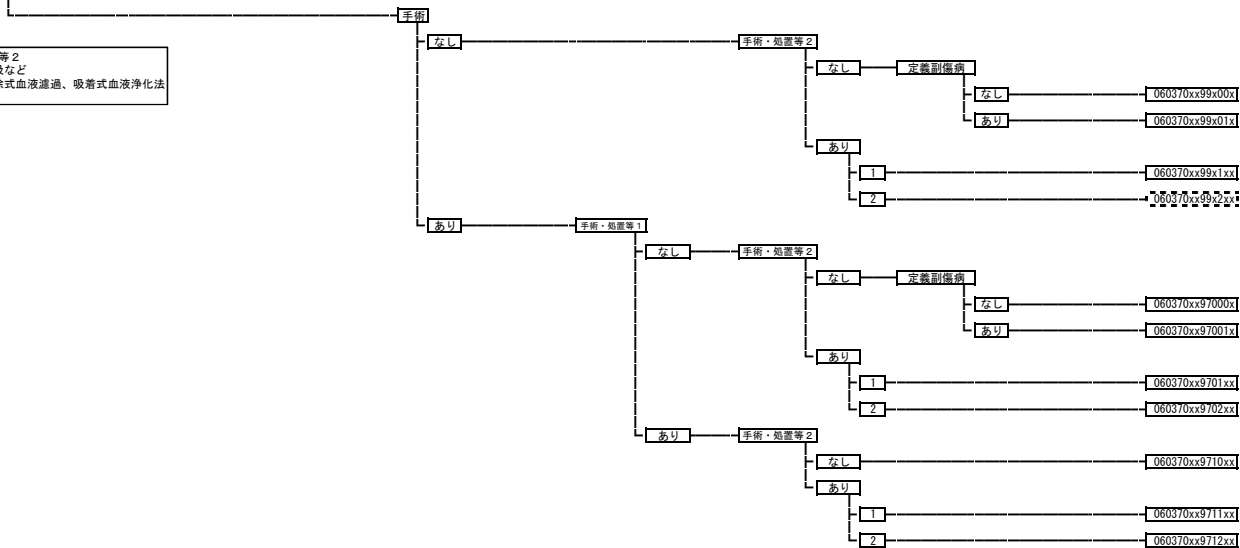 手術
なし
手術・処置等2
等2
及など
なし
定義副傷病
余式血液濾過、吸着式血液浄化法
なし
060370xx99x00x
あり
060370xx99x01x
あり
1
060370xx99x1xx
2
060370xx99x2xx
あり
手術・処置等1
なし
手術・処置等2
なし
定義副傷病
なし
060370xx97000x
あり
060370xx97001x
あり
1
060370xx9701xx
2
060370xx9702xx
あり
手術・処置等2
なし
060370xx9710xx
あり
1
060370xx9711xx
2
060370xx9712xx